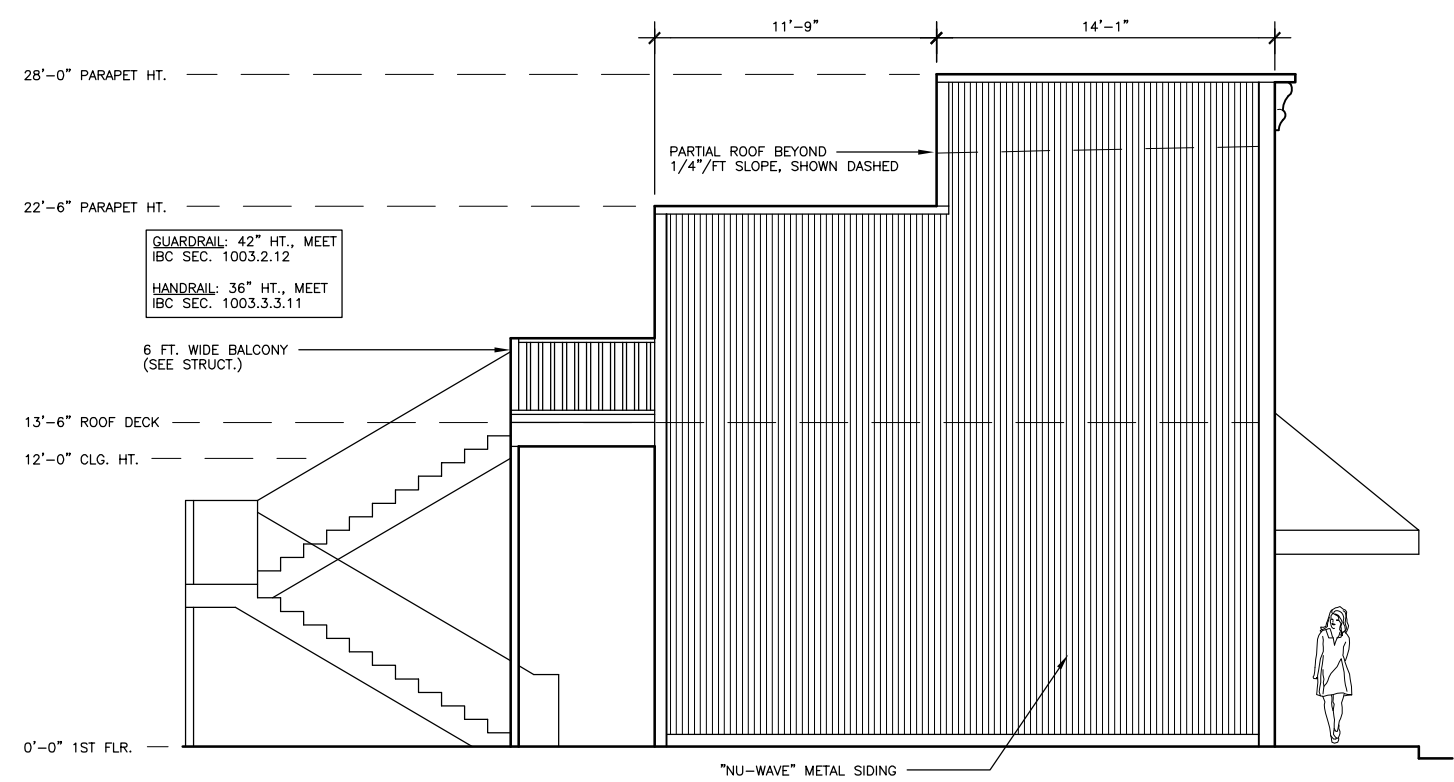 11'-9"
14'-1"
28'-0" PARAPET HT.
PARTIAL ROOF BEYOND
1/4"/FT SLOPE, SHOWN DASHED
22'-6" PARAPET HT.
GUARDRAIL: 42" HT., MEET
IBC SEC. 1003.2.12
HANDRAIL: 36" HT., MEET
IBC SEC. 1003.3.3.11
6 FT. WIDE BALCONY
(SEE STRUCT.)
13'-6" ROOF DECK
12'-0" CLG. HT.
0'-0" 1ST FLR.
"NU-WAVE" METAL SIDING